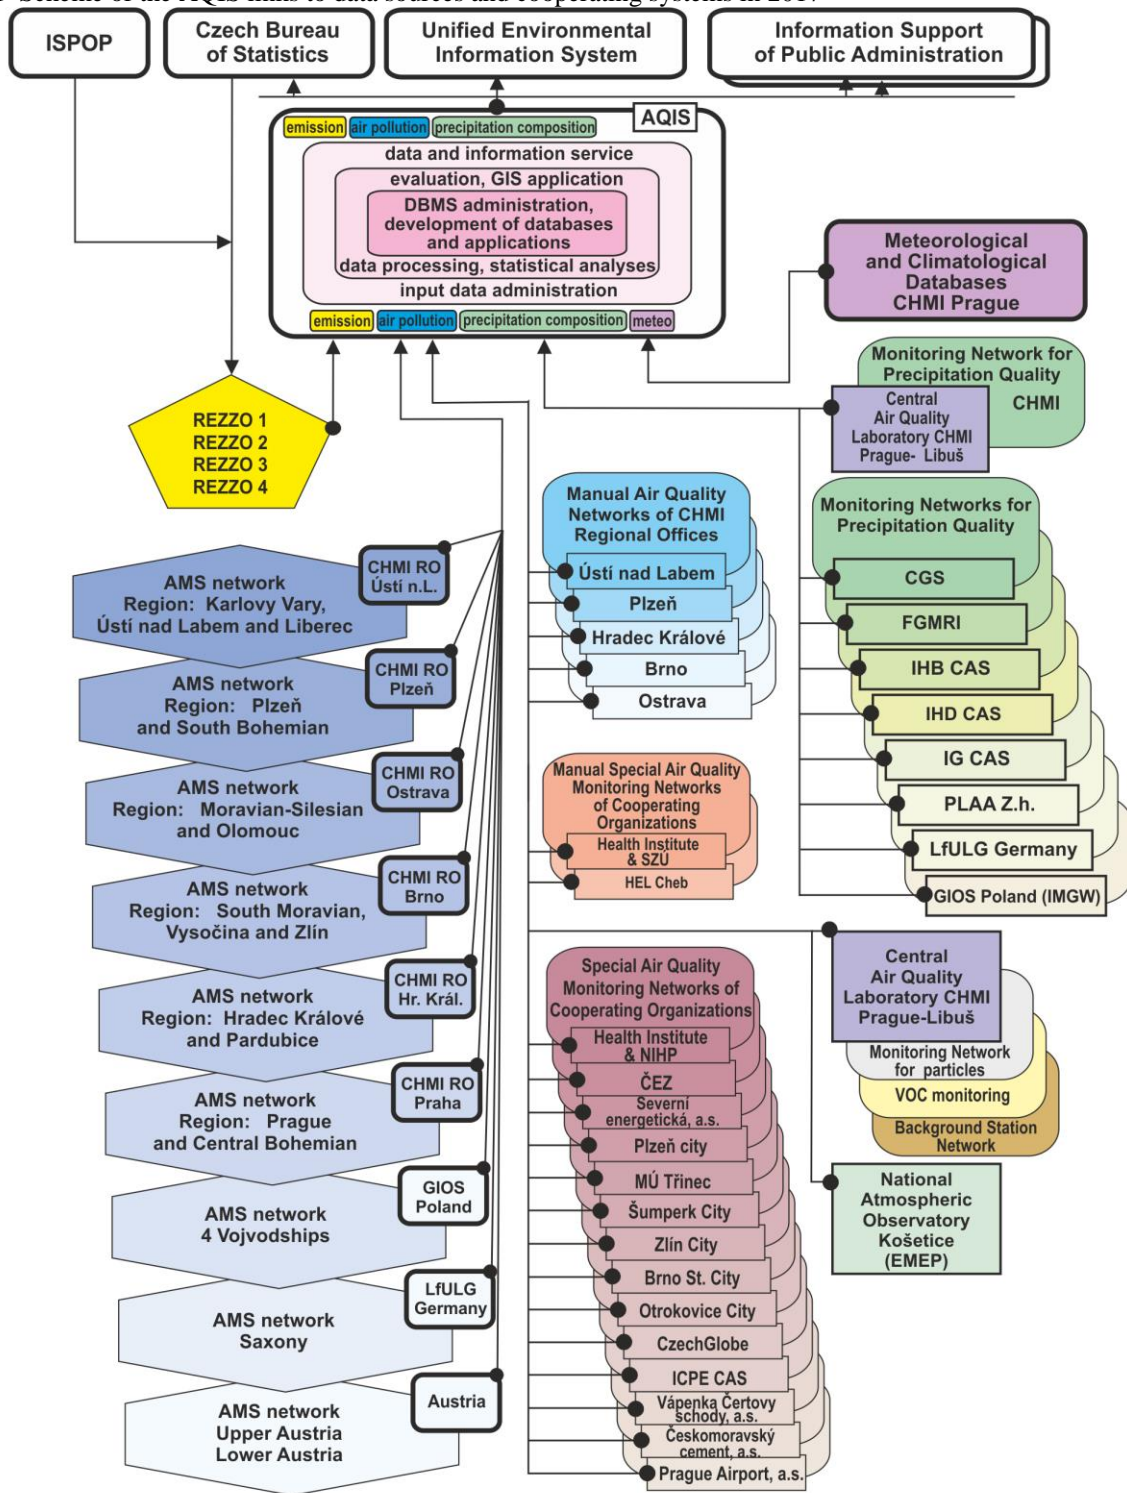 Scheme of the AQIS links to data sources and cooperating systems in 2017
ISPOP
Czech Bureau
of Statistics
Unified Environmental
Information System
Information Support
of Public Administration
AQIS
emission
air pollution
precipitation composition
data and information service
evaluation, GIS application
DBMS administration,
development of databases
and applications
data processing, statistical analyses
input data administration
emission
air pollution
precipitation composition
meteo
Meteorological
and Climatological
Databases
CHMI Prague
Monitoring Network for
Precipitation Quality
CHMI
Central
Air Quality
Laboratory CHMI
Prague- Libuš
REZZO 1
REZZO 2
REZZO 3
REZZO 4
AMS network
Region: Karlovy Vary,
Ústí nad Labem and Liberec
CHMI RO
Ústí n.L.
AMS network
Region: Plzeň
and South Bohemian
CHMI RO
Plzeň
AMS network
Region: Moravian-Silesian
and Olomouc
CHMI RO
Ostrava
AMS network
Region: South Moravian,
Vysočina and Zlín
CHMI RO
Brno
AMS network
Region: Hradec Králové
and Pardubice
CHMI RO
Hr. Král.
AMS network
Region: Prague
and Central Bohemian
CHMI RO
Praha
AMS network
4 Vojvodships
GIOS
Poland
AMS network
Saxony
LfULG
Germany
AMS network
Upper Austria
Lower Austria
Austria
Manual Air Quality
Networks of CHMI
Regional Offices
Ústí nad Labem
Plzeň
Hradec Králové
Brno
Ostrava
Manual Special Air Quality
Monitoring Networks
of Cooperating
Organizations
Health Institute
& SZÚ
HEL Cheb
Special Air Quality
Monitoring Networks of
Cooperating Organizations
Health Institute
& NIHP
ČEZ
Severní
energetická, a.s.
Plzeň city
MÚ Třinec
Šumperk City
Zlín City
Brno St. City
Otrokovice City
CzechGlobe
ICPE CAS
Vápenka Čertovy
schody, a.s.
Českomoravský
cement, a.s.
Prague Airport, a.s.
Monitoring Networks for
Precipitation Quality
CGS
FGMRI
IHB CAS
IHD CAS
IG CAS
PLAA Z.h.
LfULG Germany
GIOS Poland (IMGW)
Central
Air Quality
Laboratory CHMI
Prague-Libuš
Monitoring Network
for particles
VOC monitoring
Background Station
Network
National
Atmospheric
Observatory
Košetice
(EMEP)